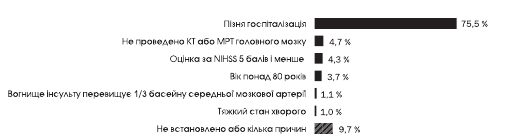 Пізня госпіталізація 75,5 %
Не проведено КТ або МРТ головного мозку 4,7 %
Оцінка за NIHSS 5 балів і менше 4,3 %
Вік понад 80 років 3,7 %
Вогнище інсульту перевищує 1/3 басейну середньої мозкової артерії 1,1 %
Тяжкий стан хворого 1,0 %
Не встановлено або кілька причин 9,7 %